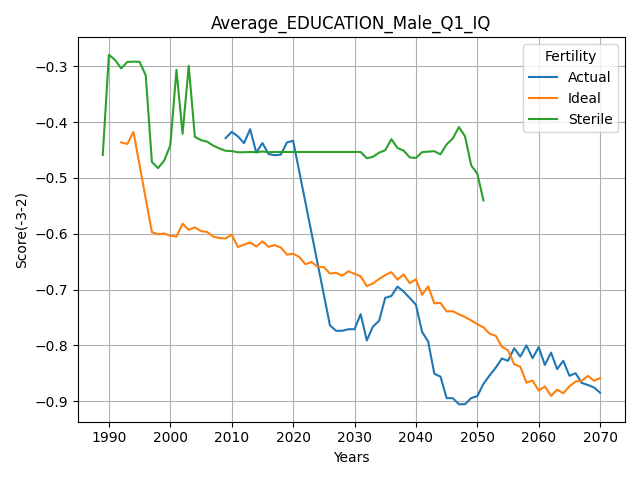 Average_EDUCATION_Male_Q1_IQ
Fertility
Actual
Ideal
Sterile
Score(-3-2)
−0.3
−0.4
−0.5
−0.6
−0.7
−0.8
−0.9
1990 2000 2010 2020 2030 2040 2050 2060 2070
Years